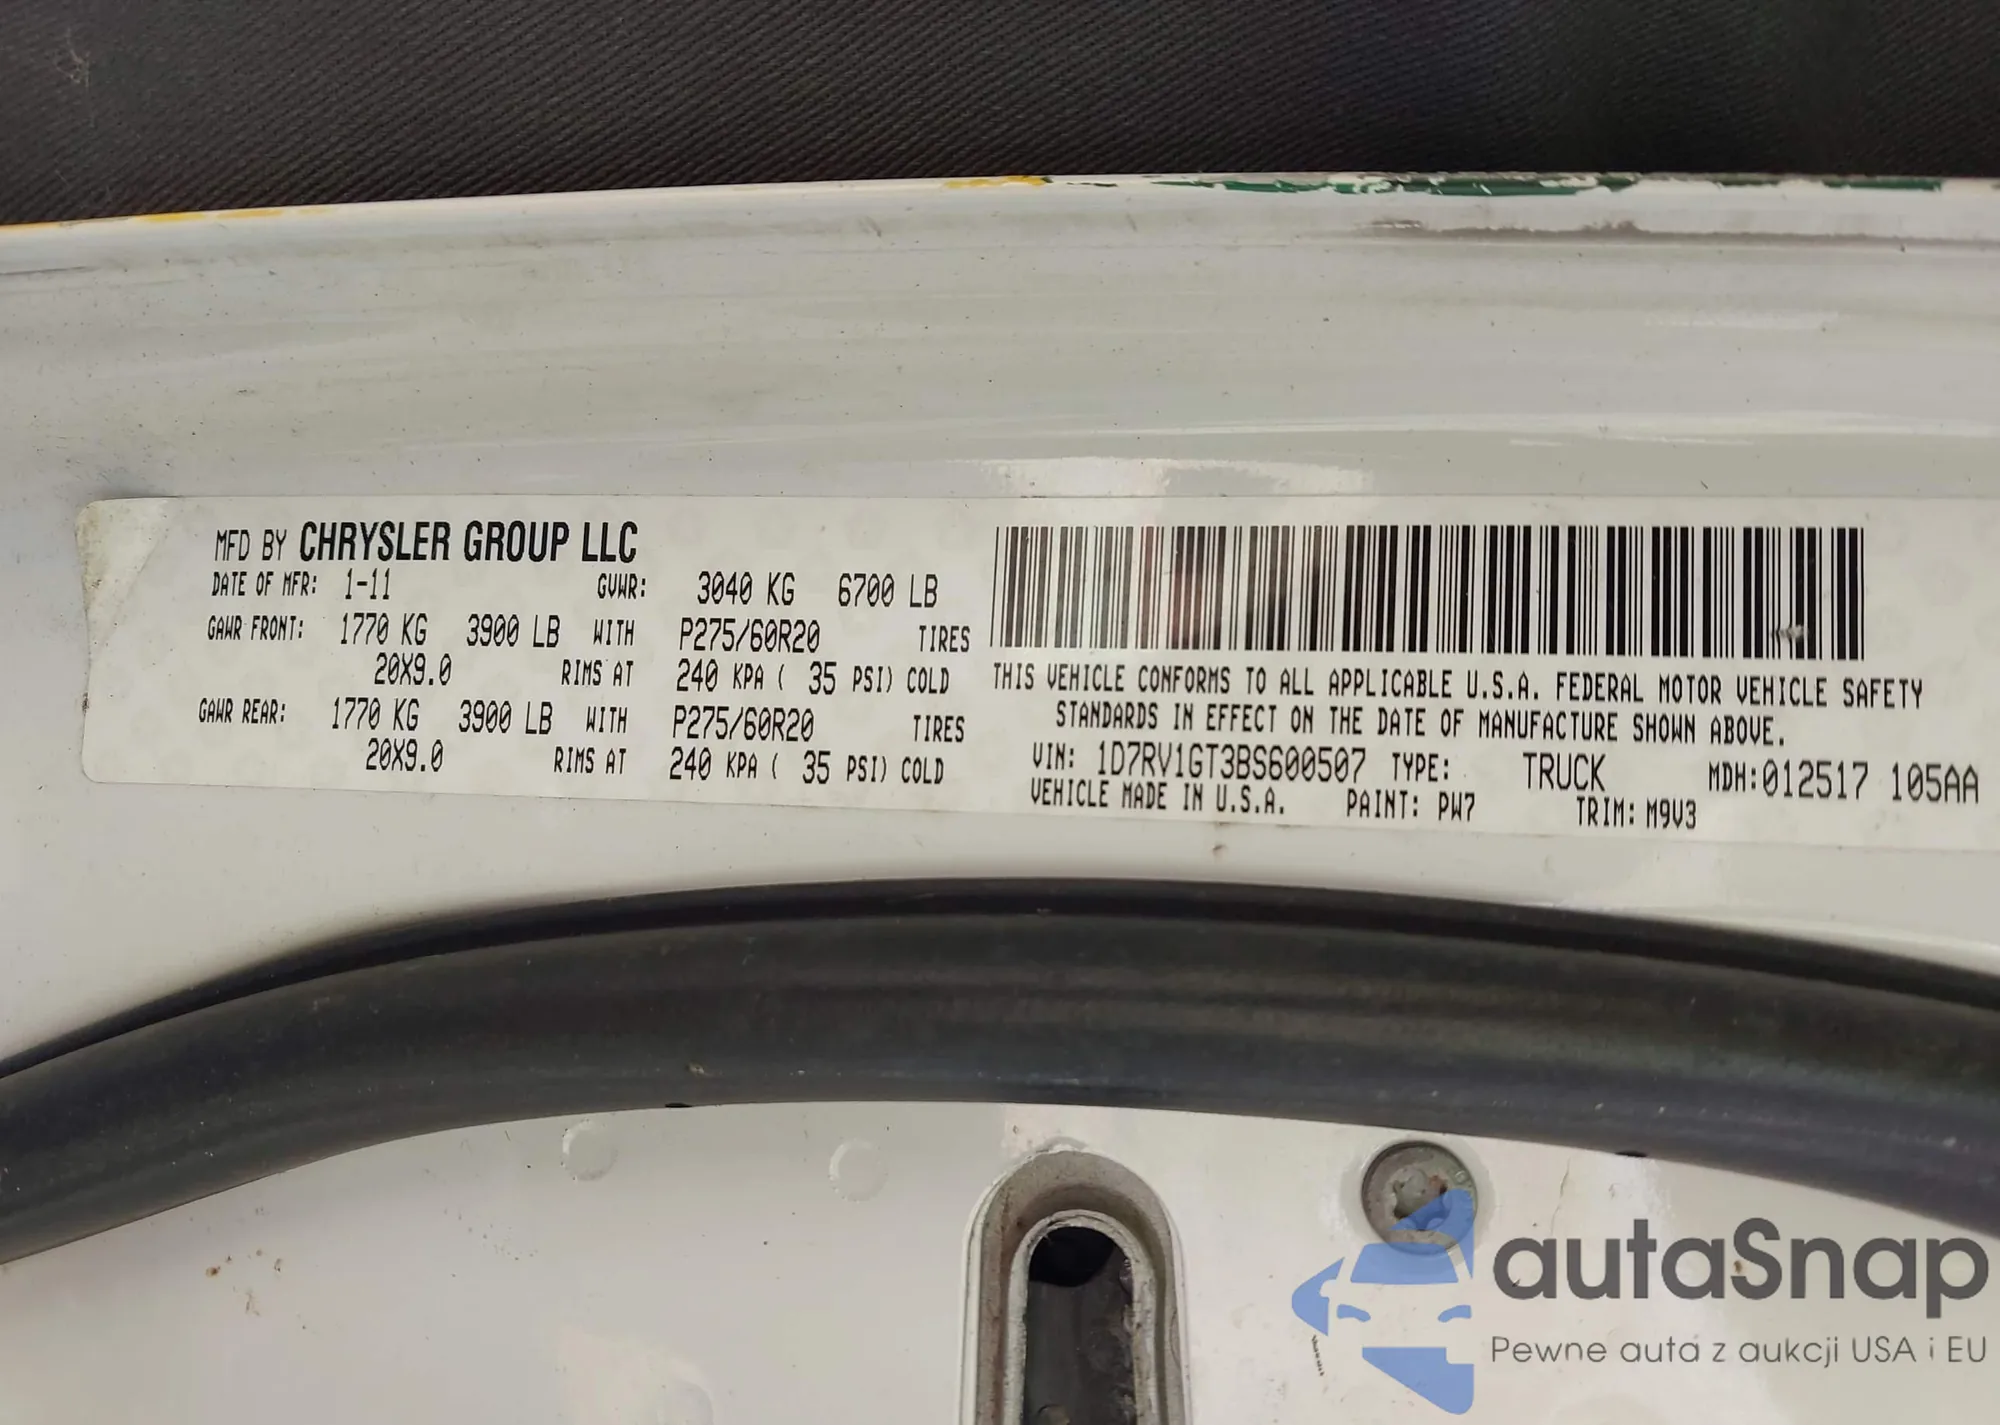 MFD BY CHRYSLER GROUP LLC
DATE OF MFR: 1-11 GVWR: 3040 KG 6700 LB
GAWR FRONT: 1770 KG 3900 LB WITH P275/60R20 TIRES
20X9.0 RIMS AT 240 KPA ( 35 PSI) COLD
GAWR REAR: 1770 KG 3900 LB WITH P275/60R20 TIRES
20X9.0 RIMS AT 240 KPA ( 35 PSI) COLD
THIS VEHICLE CONFORMS TO ALL APPLICABLE U.S.A. FEDERAL MOTOR VEHICLE SAFETY
STANDARDS IN EFFECT ON THE DATE OF MANUFACTURE SHOWN ABOVE.
VIN: 1D7RV1GT3BS600507 TYPE: TRUCK MDH:012517 105AA
VEHICLE MADE IN U.S.A. PAINT: PW7 TRIM: M9V3
autaSnap
Pewne auta z aukcji USA i EU